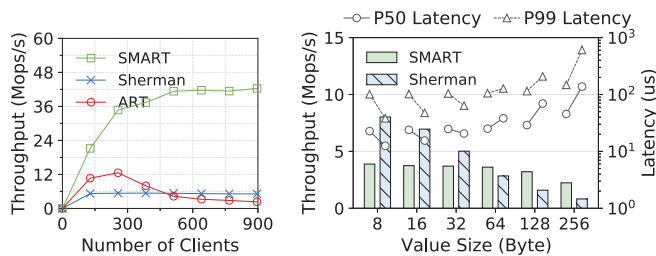 Throughput (Mops/s)
60
48
36
24
12
0
SMART
Sherman
ART
0 300 600 900
Number of Clients
P50 Latency P99 Latency
Throughput (Mops/s)
15
10
5
0
SMART
Sherman
10³
10²
10¹
10⁰
Latency (us)
8 16 32 64 128 256
Value Size (Byte)